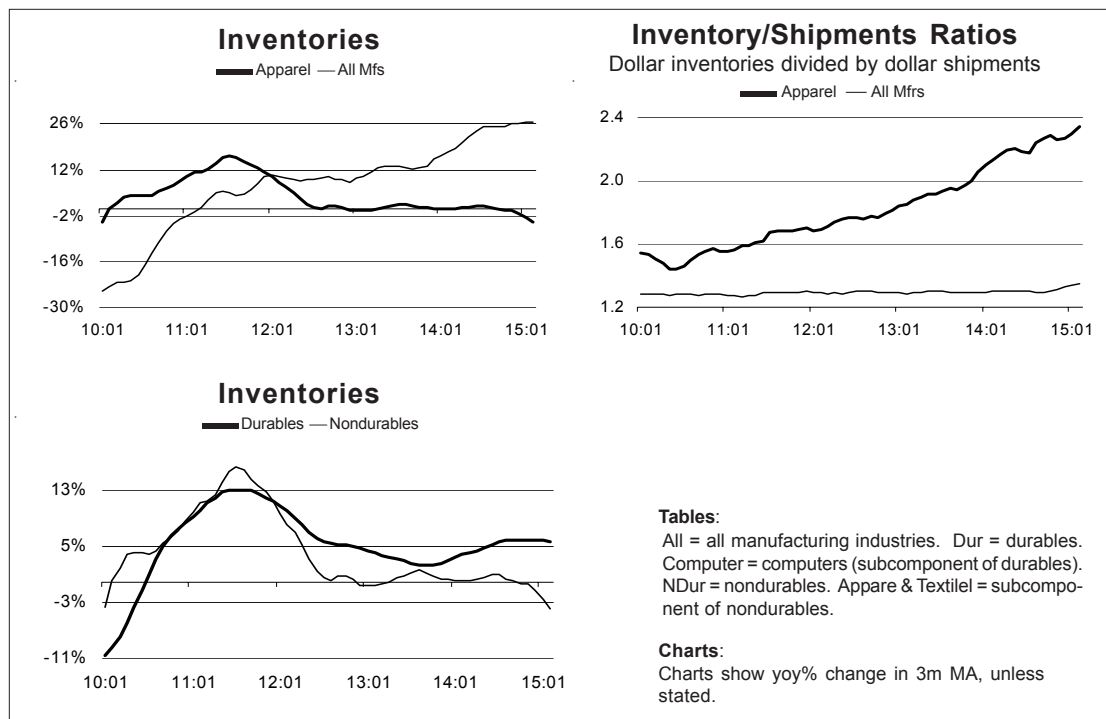 Inventories
Apparel All Mfs
26%
12%
-2%
-16%
-30%
10:01 11:01 12:01 13:01 14:01 15:01
Inventory/Shipments Ratios
Dollar inventories divided by dollar shipments
Apparel All Mfrs
2.4
2.0
1.6
1.2
10:01 11:01 12:01 13:01 14:01 15:01
Inventories
Durables Nondurables
13%
5%
-3%
-11%
10:01 11:01 12:01 13:01 14:01 15:01
Tables:
All = all manufacturing industries. Dur = durables.
Computer = computers (subcomponent of durables).
NDur = nondurables. Appare & Textilel = subcompo-
nent of nondurables.
Charts:
Charts show yoy% change in 3m MA, unless
stated.